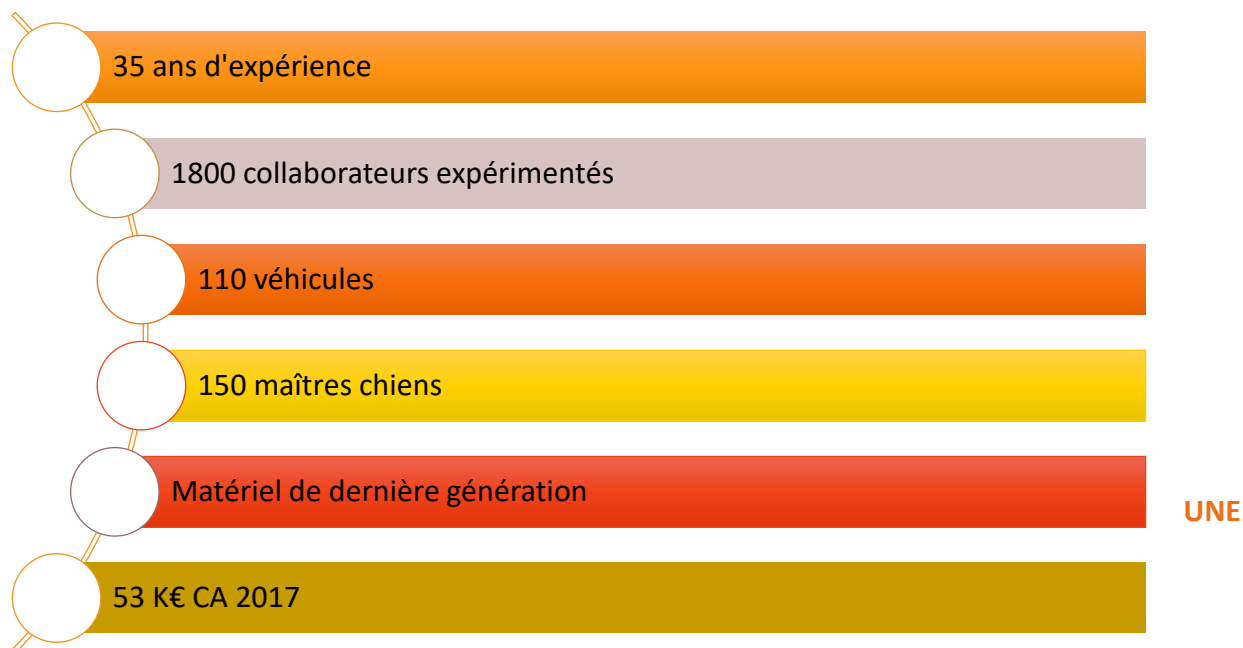 35 ans d'expérience
1800 collaborateurs expérimentés
110 véhicules
150 maîtres chiens
Matériel de dernière génération
UNE
53 K€ CA 2017